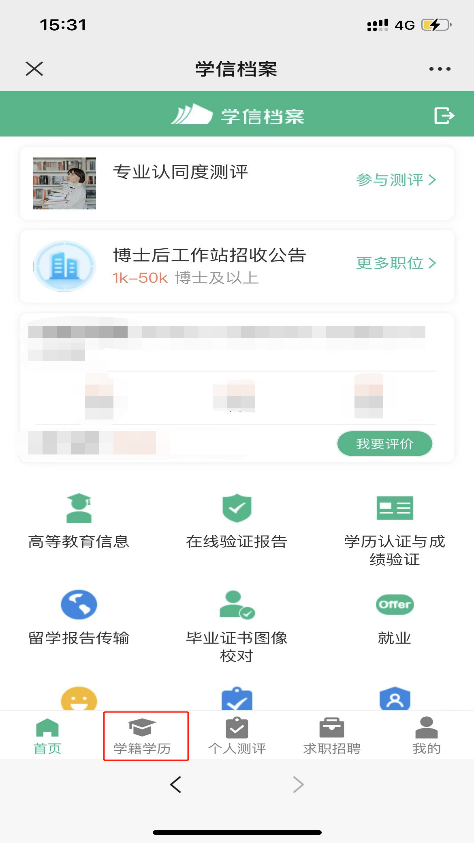 15:31
4G
学信档案
学信档案
专业认同度测评
参与测评 >
博士后工作站招收公告
1k-50k 博士及以上
更多职位 >
我要评价
高等教育信息
在线验证报告
学历认证与成
绩验证
留学报告传输
毕业证书图像
校对
Offer
就业
首页
学籍学历
个人测评
求职招聘
我的